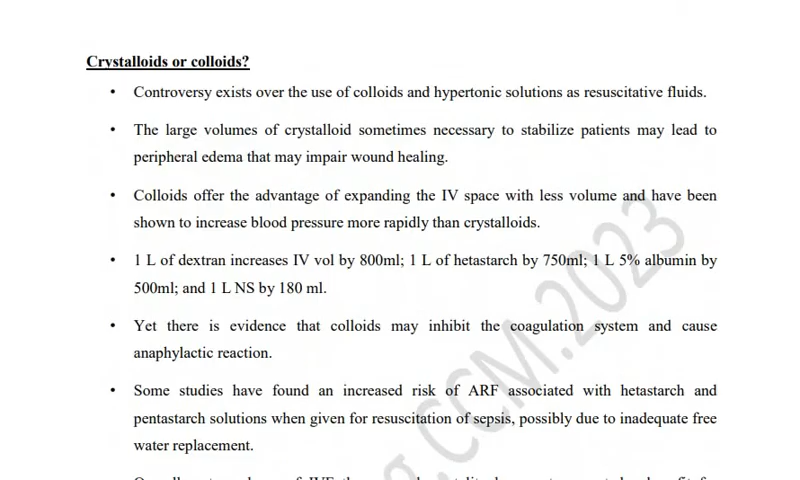 Crystalloids or colloids?
• Controversy exists over the use of colloids and hypertonic solutions as resuscitative fluids.
• The large volumes of crystalloid sometimes necessary to stabilize patients may lead to
peripheral edema that may impair wound healing.
• Colloids offer the advantage of expanding the IV space with less volume and have been
shown to increase blood pressure more rapidly than crystalloids.
• 1 L of dextran increases IV vol by 800ml; 1 L of hetastarch by 750ml; 1 L 5% albumin by
500ml; and 1 L NS by 180 ml.
• Yet there is evidence that colloids may inhibit the coagulation system and cause
anaphylactic reaction.
• Some studies have found an increased risk of ARF associated with hetastarch and
pentastarch solutions when given for resuscitation of sepsis, possibly due to inadequate free
water replacement.
.CCM.2023